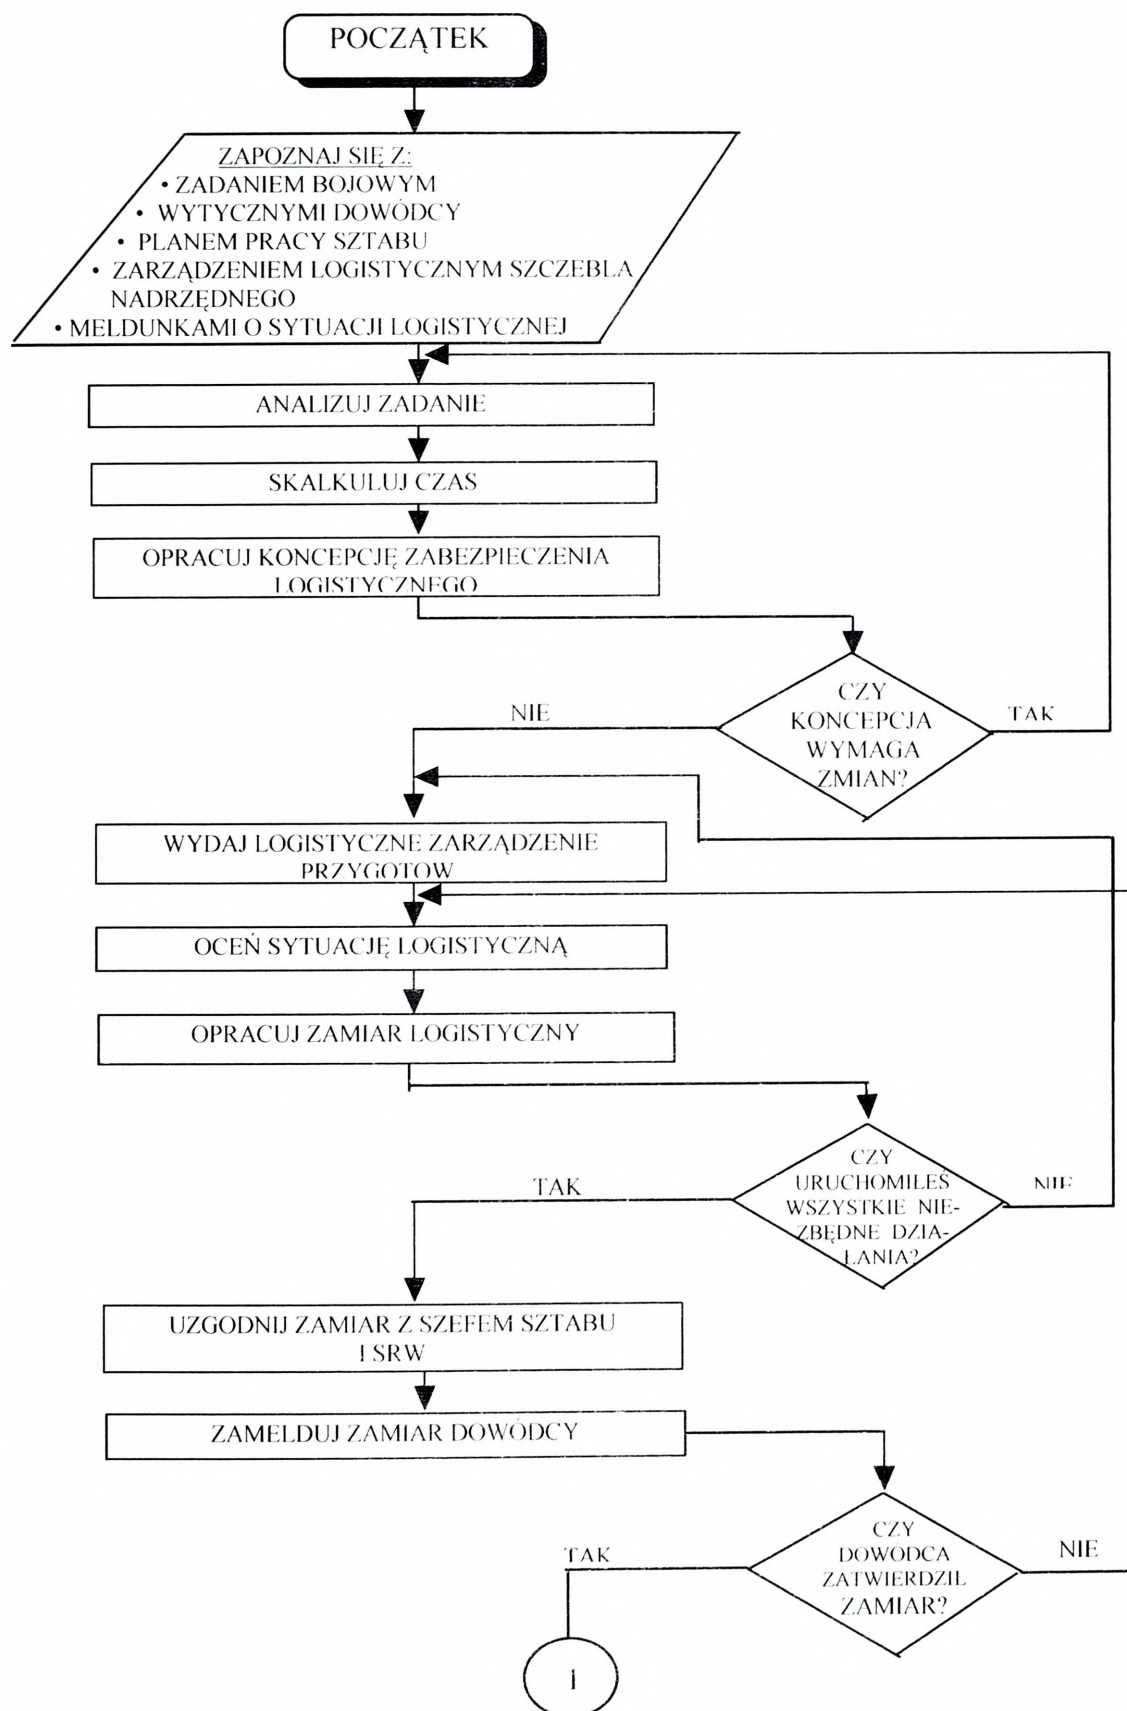 POCZĄTEK
ZAPOZNAJ SIĘ Z:
• ZADANIEM BOJOWYM
• WYTYCZNYMI DOWÓDCY
• PLANEM PRACY SZTABU
• ZARZĄDZENIEM LOGISTYCZNYM SZCZEBLA
NADRZĘDNEGO
• MELDUNKAMI O SYTUACJI LOGISTYCZNEJ
ANALIZUJ ZADANIE
SKALKULUJ CZAS
OPRACUJ KONCEPCJĘ ZABEZPIECZENIA
LOGISTYCZNEGO
CZY
KONCEPCJA
WYMAGA
ZMIAN?
NIE
TAK
WYDAJ LOGISTYCZNE ZARZĄDZENIE
PRZYGOTOW
OCEŃ SYTUACJĘ LOGISTYCZNĄ
OPRACUJ ZAMIAR LOGISTYCZNY
CZY
URUCHOMIŁEŚ
WSZYSTKIE NIE-
ZBĘDNE DZIA-
ŁANIA?
TAK
NIE
UZGODNIJ ZAMIAR Z SZEFEM SZTABU
I SRW
ZAMELDUJ ZAMIAR DOWÓDCY
CZY
DOWÓDCA
ZATWIERDZIŁ
ZAMIAR?
TAK
NIE
1